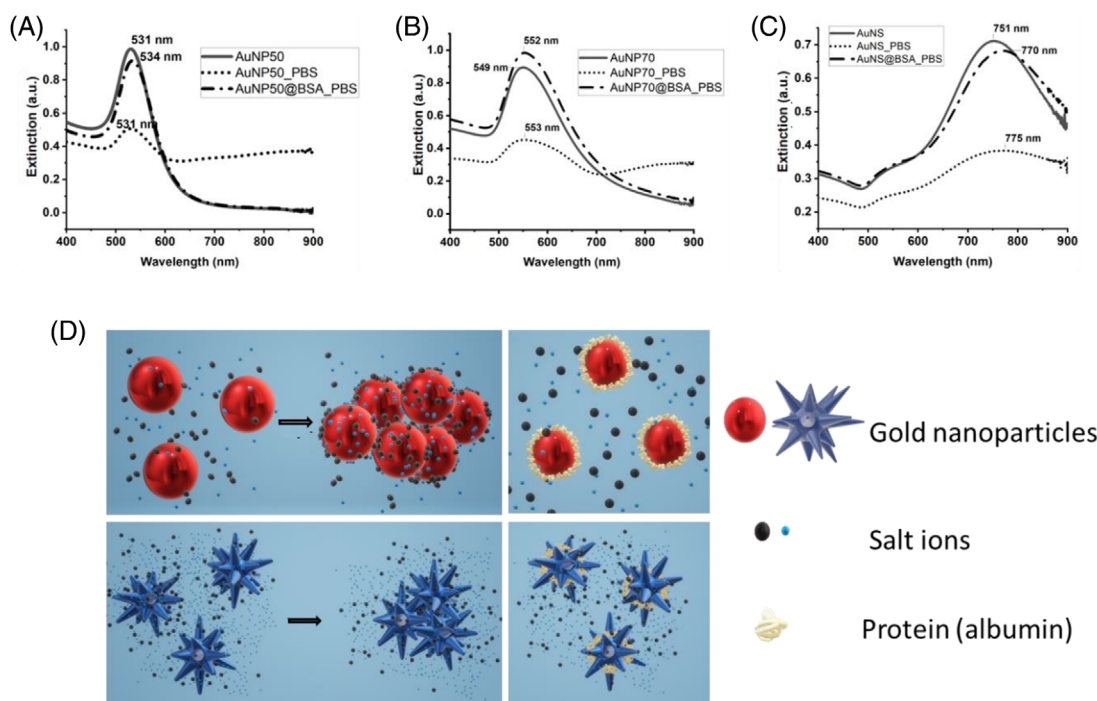 (A)
531 nm
534 nm
531 nm
AuNP50
AuNP50_PBS
AuNP50@BSA_PBS
Extinction (a.u.)
1.0
0.8
0.6
0.4
0.2
0.0
400 500 600 700 800 900
Wavelength (nm)
(B)
552 nm
549 nm
553 nm
AuNP70
AuNP70_PBS
AuNP70@BSA_PBS
Extinction (a.u.)
1.0
0.8
0.6
0.4
0.2
0.0
400 500 600 700 800 900
Wavelength (nm)
(C)
751 nm
770 nm
775 nm
AuNS
AuNS_PBS
AuNS@BSA_PBS
Extinction (a.u.)
0.7
0.6
0.5
0.4
0.3
0.2
400 500 600 700 800 900
Wavelength (nm)
(D)
Gold nanoparticles
Salt ions
Protein (albumin)